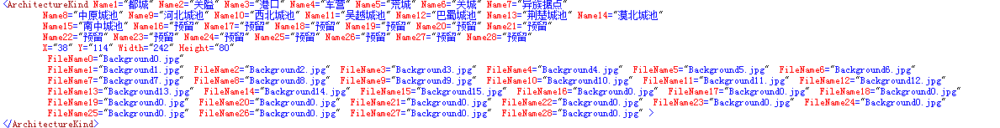 <ArchitectureKind Name1="都城" Name2="关隘" Name3="港口" Name4="军营" Name5="荒城" Name6="关城" Name7="异族据点"
Name8="中原城池" Name9="河北城池" Name10="西北城池" Name11="吴越城池" Name12="巴蜀城池" Name13="荆楚城池" Name14="漠北城池"
Name15="南中城池" Name16="预留" Name17="预留" Name18="预留" Name19="预留" Name20="预留" Name21="预留"
Name22="预留" Name23="预留" Name24="预留" Name25="预留" Name26="预留" Name27="预留" Name28="预留"
X="38" Y="114" Width="242" Height="80"
FileName0="Background0.jpg"
FileName1="Background1.jpg" FileName2="Background2.jpg" FileName3="Background3.jpg" FileName4="Background4.jpg" FileName5="Background5.jpg" FileName6="Background6.jpg"
FileName7="Background7.jpg" FileName8="Background8.jpg" FileName9="Background9.jpg" FileName10="Background10.jpg" FileName11="Background11.jpg" FileName12="Background12.jpg"
FileName13="Background13.jpg" FileName14="Background14.jpg" FileName15="Background15.jpg" FileName16="Background0.jpg" FileName17="Background0.jpg" FileName18="Background0.jpg"
FileName19="Background0.jpg" FileName20="Background0.jpg" FileName21="Background0.jpg" FileName22="Background0.jpg" FileName23="Background0.jpg" FileName24="Background0.jpg"
FileName25="Background0.jpg" FileName26="Background0.jpg" FileName27="Background0.jpg" FileName28="Background0.jpg" >
</ArchitectureKind>